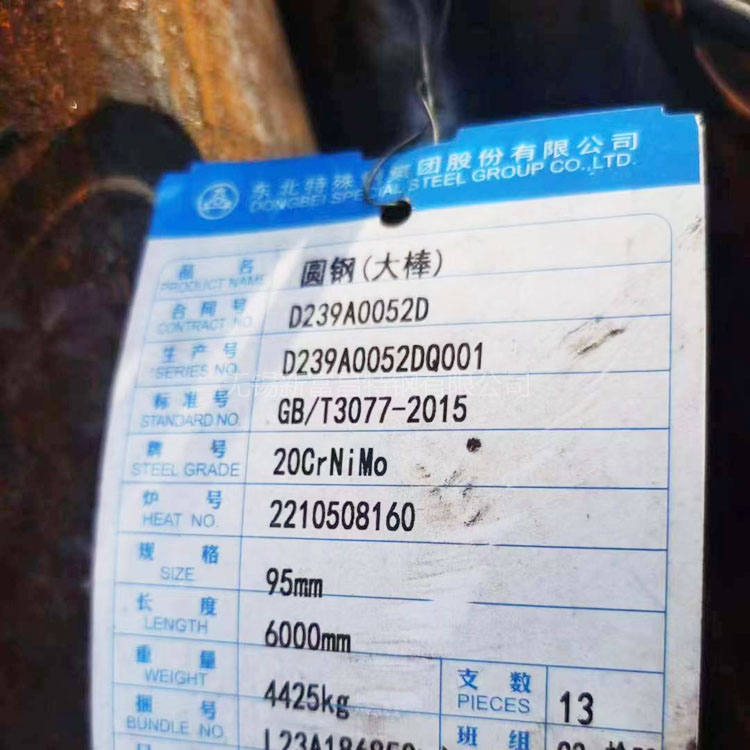 东北特殊钢集团股份有限公司
DONGBEI SPECIAL STEEL GROUP CO.,LTD.
品 名 圆钢(大棒)
PRODUCT NAME
合同号 D239A0052D
CONTRACT NO.
生产号 D239A0052DQ001
SERIES NO.
标准号 GB/T3077-2015
STANDARD NO.
牌 号 20CrNiMo
STEEL GRADE
炉 号 2210508160
HEAT NO.
规 格 95mm
SIZE
长 度 6000mm
LENGTH
重 量 4425kg 支 数 13
WEIGHT PIECES
捆 号
BUNDLE NO.
班 组